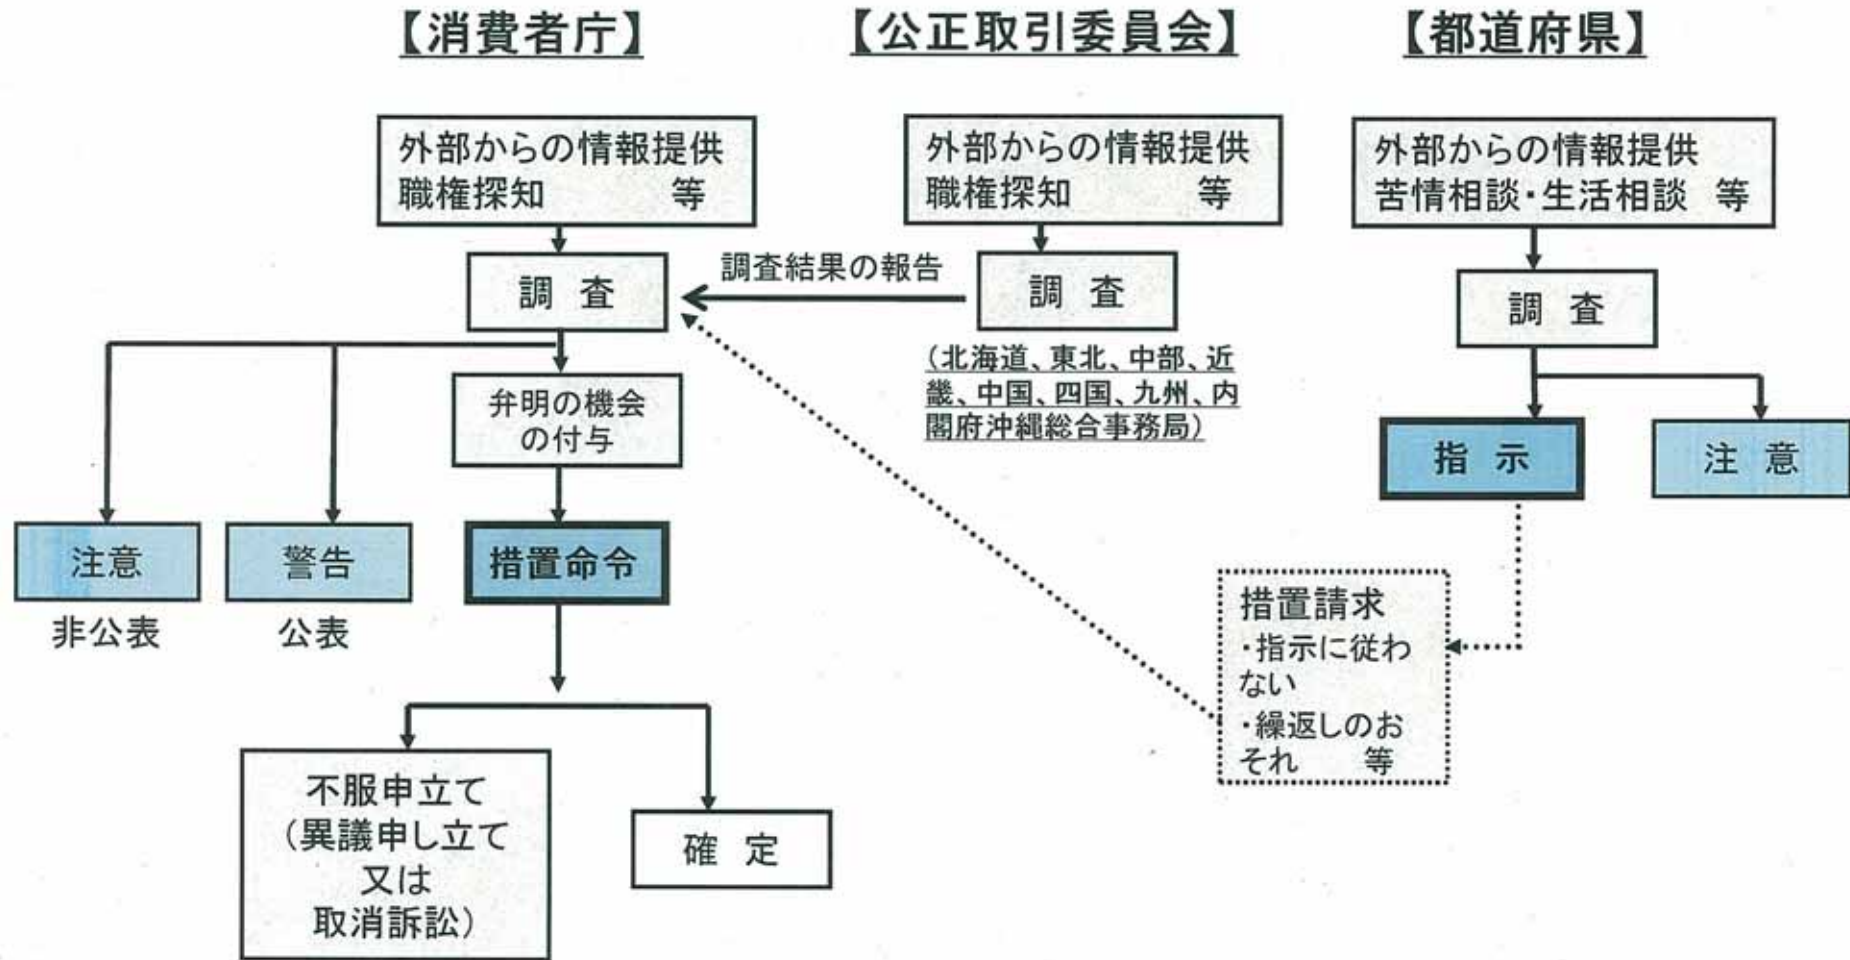 【消費者庁】
【公正取引委員会】
【都道府県】
外部からの情報提供
職権探知 等
外部からの情報提供
職権探知 等
外部からの情報提供
苦情相談・生活相談 等
調 査
調査結果の報告
調 査
調 査
(北海道、東北、中部、近
畿、中国、四国、九州、内
閣府沖縄総合事務局)
弁明の機会
の付与
指 示
注 意
注意
警告
措置命令
非公表
公表
措置請求
・指示に従わ
ない
・繰返しのお
それ 等
不服申立て
(異議申し立て
又は
取消訴訟)
確 定